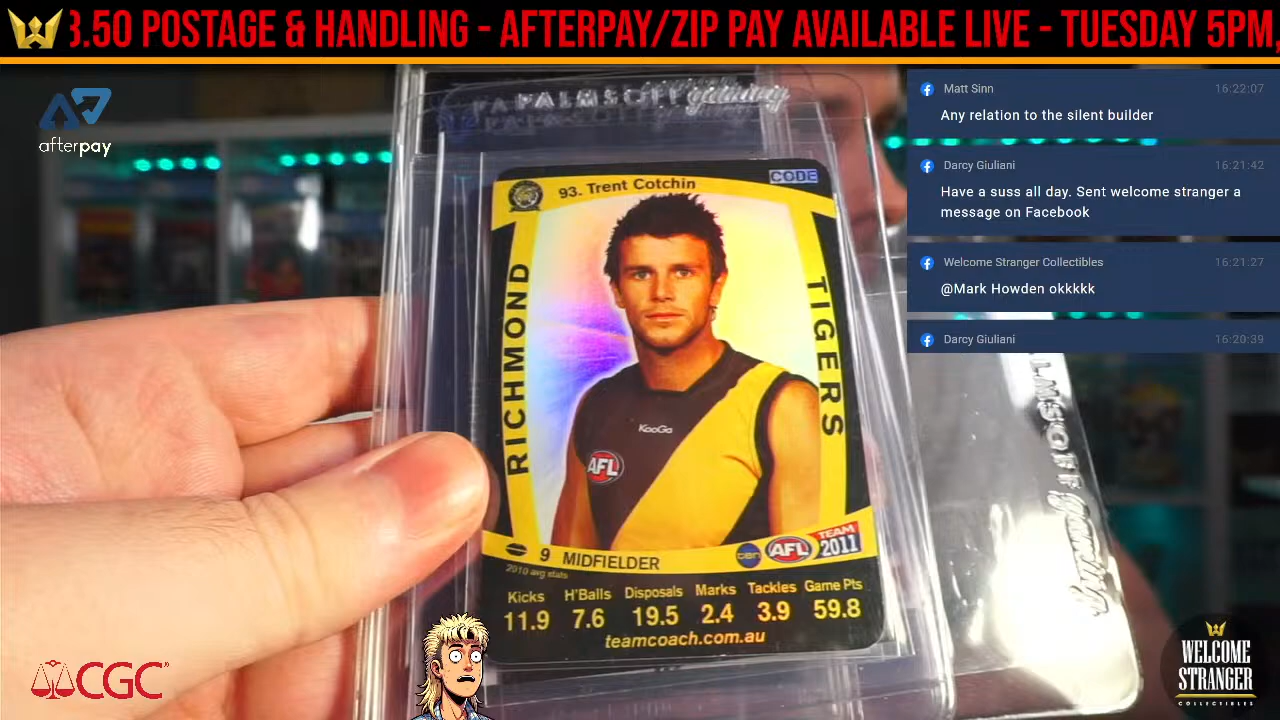 3.50 POSTAGE & HANDLING - AFTERPAY/ZIP PAY AVAILABLE LIVE - TUESDAY 5PM,
afterpay
PALMSOFF gaming
Matt Sinn 16:22:07
Any relation to the silent builder
Darcy Giuliani 16:21:42
Have a suss all day. Sent welcome stranger a
message on Facebook
Welcome Stranger Collectibles 16:21:27
@Mark Howden okkkkk
Darcy Giuliani 16:20:39
93. Trent Cotchin CODE
RICHMOND
TIGERS
KooGa
AFL
9 MIDFIELDER
ten AFL TEAM 2011
2010 avg stats
Kicks H'Balls Disposals Marks Tackles Game Pts
11.9 7.6 19.5 2.4 3.9 59.8
teamcoach.com.au
CGC
WELCOME
STRANGER
COLLECTIBLES